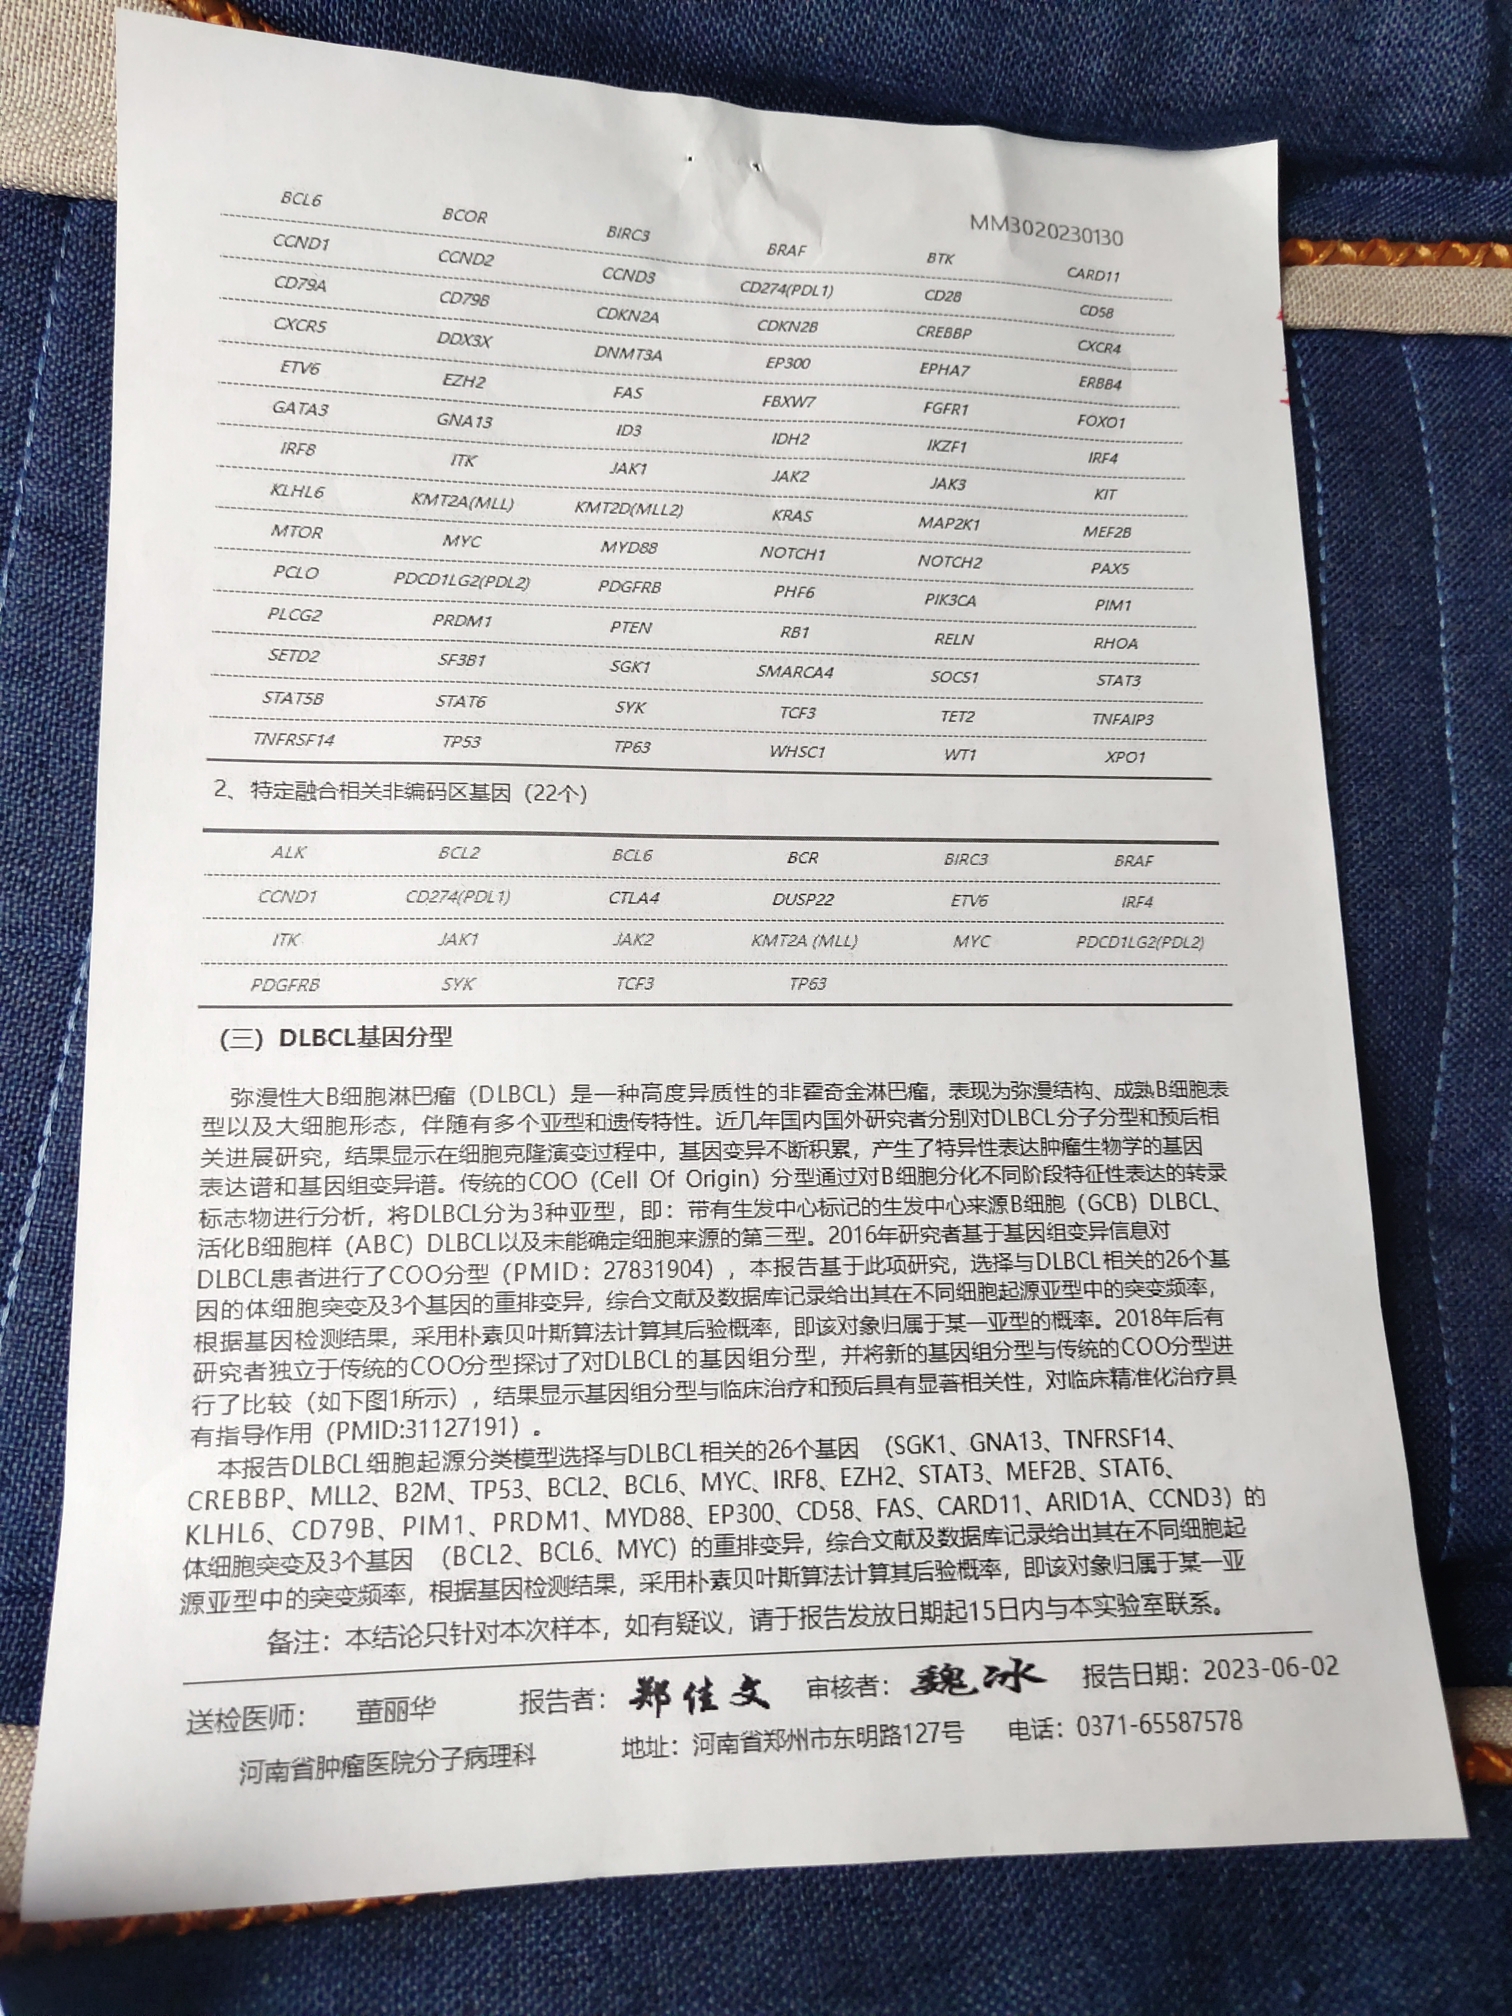 MM3020230130
BCL6 BCOR BIRC3 BRAF BTK CARD11
CCND1 CCND2 CCND3 CD274(PDL1) CD28 CD58
CD79A CD79B CDKN2A CDKN2B CREBBP CXCR4
CXCR5 DDX3X DNMT3A EP300 EPHA7 ERBB4
ETV6 EZH2 FAS FBXW7 FGFR1 FOXO1
GATA3 GNA13 ID3 IDH2 IKZF1 IRF4
IRF8 ITK JAK1 JAK2 JAK3 KIT
KLHL6 KMT2A(MLL) KMT2D(MLL2) KRAS MAP2K1 MEF2B
MTOR MYC MYD88 NOTCH1 NOTCH2 PAX5
PCLO PDCD1LG2(PDL2) PDGFRB PHF6 PIK3CA PIM1
PLCG2 PRDM1 PTEN RB1 RELN RHOA
SETD2 SF3B1 SGK1 SMARCA4 SOCS1 STAT3
STAT5B STAT6 SYK TCF3 TET2 TNFAIP3
TNFRSF14 TP53 TP63 WHSC1 WT1 XPO1
2、特定融合相关非编码区基因（22个）
ALK BCL2 BCL6 BCR BIRC3 BRAF
CCND1 CD274(PDL1) CTLA4 DUSP22 ETV6 IRF4
ITK JAK1 JAK2 KMT2A (MLL) MYC PDCD1LG2(PDL2)
PDGFRB SYK TCF3 TP63
（三）DLBCL基因分型
弥漫性大B细胞淋巴瘤（DLBCL）是一种高度异质性的非霍奇金淋巴瘤，表现为弥漫结构、成熟B细胞表
型以及大细胞形态，伴随有多个亚型和遗传特性。近几年国内国外研究者分别对DLBCL分子分型和预后相
关进展研究，结果显示在细胞克隆演变过程中，基因变异不断积累，产生了特异性表达肿瘤生物学的基因
表达谱和基因组变异谱。传统的COO（Cell Of Origin）分型通过对B细胞分化不同阶段特征性表达的转录
标志物进行分析，将DLBCL分为3种亚型，即：带有生发中心标记的生发中心来源B细胞（GCB）DLBCL、
活化B细胞样（ABC）DLBCL以及未能确定细胞来源的第三型。2016年研究者基于基因组变异信息对
DLBCL患者进行了COO分型（PMID：27831904），本报告基于此项研究，选择与DLBCL相关的26个基
因的体细胞突变及3个基因的重排变异，综合文献及数据库记录给出其在不同细胞起源亚型中的突变频率，
根据基因检测结果，采用朴素贝叶斯算法计算其后验概率，即该对象归属于某一亚型的概率。2018年后有
研究者独立于传统的COO分型探讨了对DLBCL的基因组分型，并将新的基因组分型与传统的COO分型进
行了比较（如下图1所示），结果显示基因组分型与临床治疗和预后具有显著相关性，对临床精准化治疗具
有指导作用（PMID:31127191）。
本报告DLBCL细胞起源分类模型选择与DLBCL相关的26个基因 （SGK1、GNA13、TNFRSF14、
CREBBP、MLL2、B2M、TP53、BCL2、BCL6、MYC、IRF8、EZH2、STAT3、MEF2B、STAT6、
KLHL6、CD79B、PIM1、PRDM1、MYD88、EP300、CD58、FAS、CARD11、ARID1A、CCND3）的
体细胞突变及3个基因 （BCL2、BCL6、MYC）的重排变异，综合文献及数据库记录给出其在不同细胞起
源亚型中的突变频率，根据基因检测结果，采用朴素贝叶斯算法计算其后验概率，即该对象归属于某一亚
备注：本结论只针对本次样本，如有疑议，请于报告发放日期起15日内与本实验室联系。
送检医师： 董丽华 报告者：郑佳文 审核者：魏冰 报告日期：2023-06-02
河南省肿瘤医院分子病理科 地址：河南省郑州市东明路127号 电话：0371-65587578